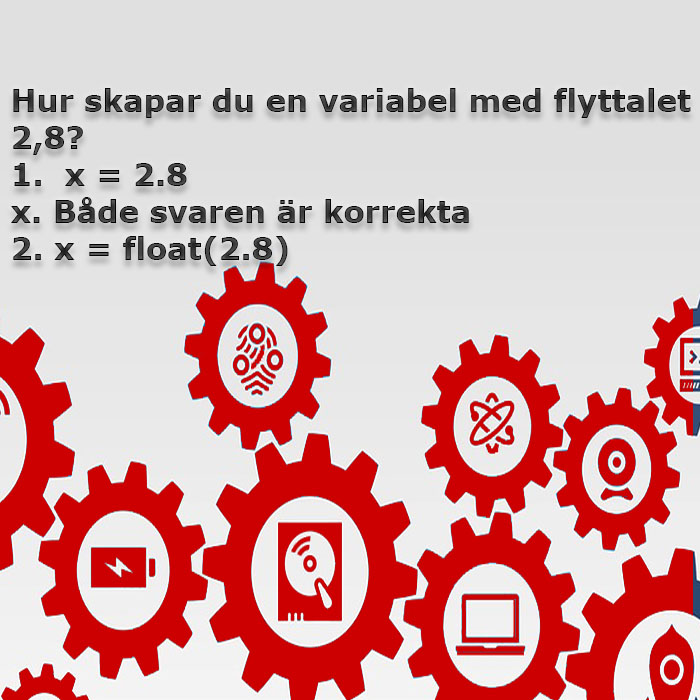 Hur skapar du en variabel med flyttalet
2,8?
1.  x = 2.8
x. Både svaren är korrekta
2. x = float(2.8)